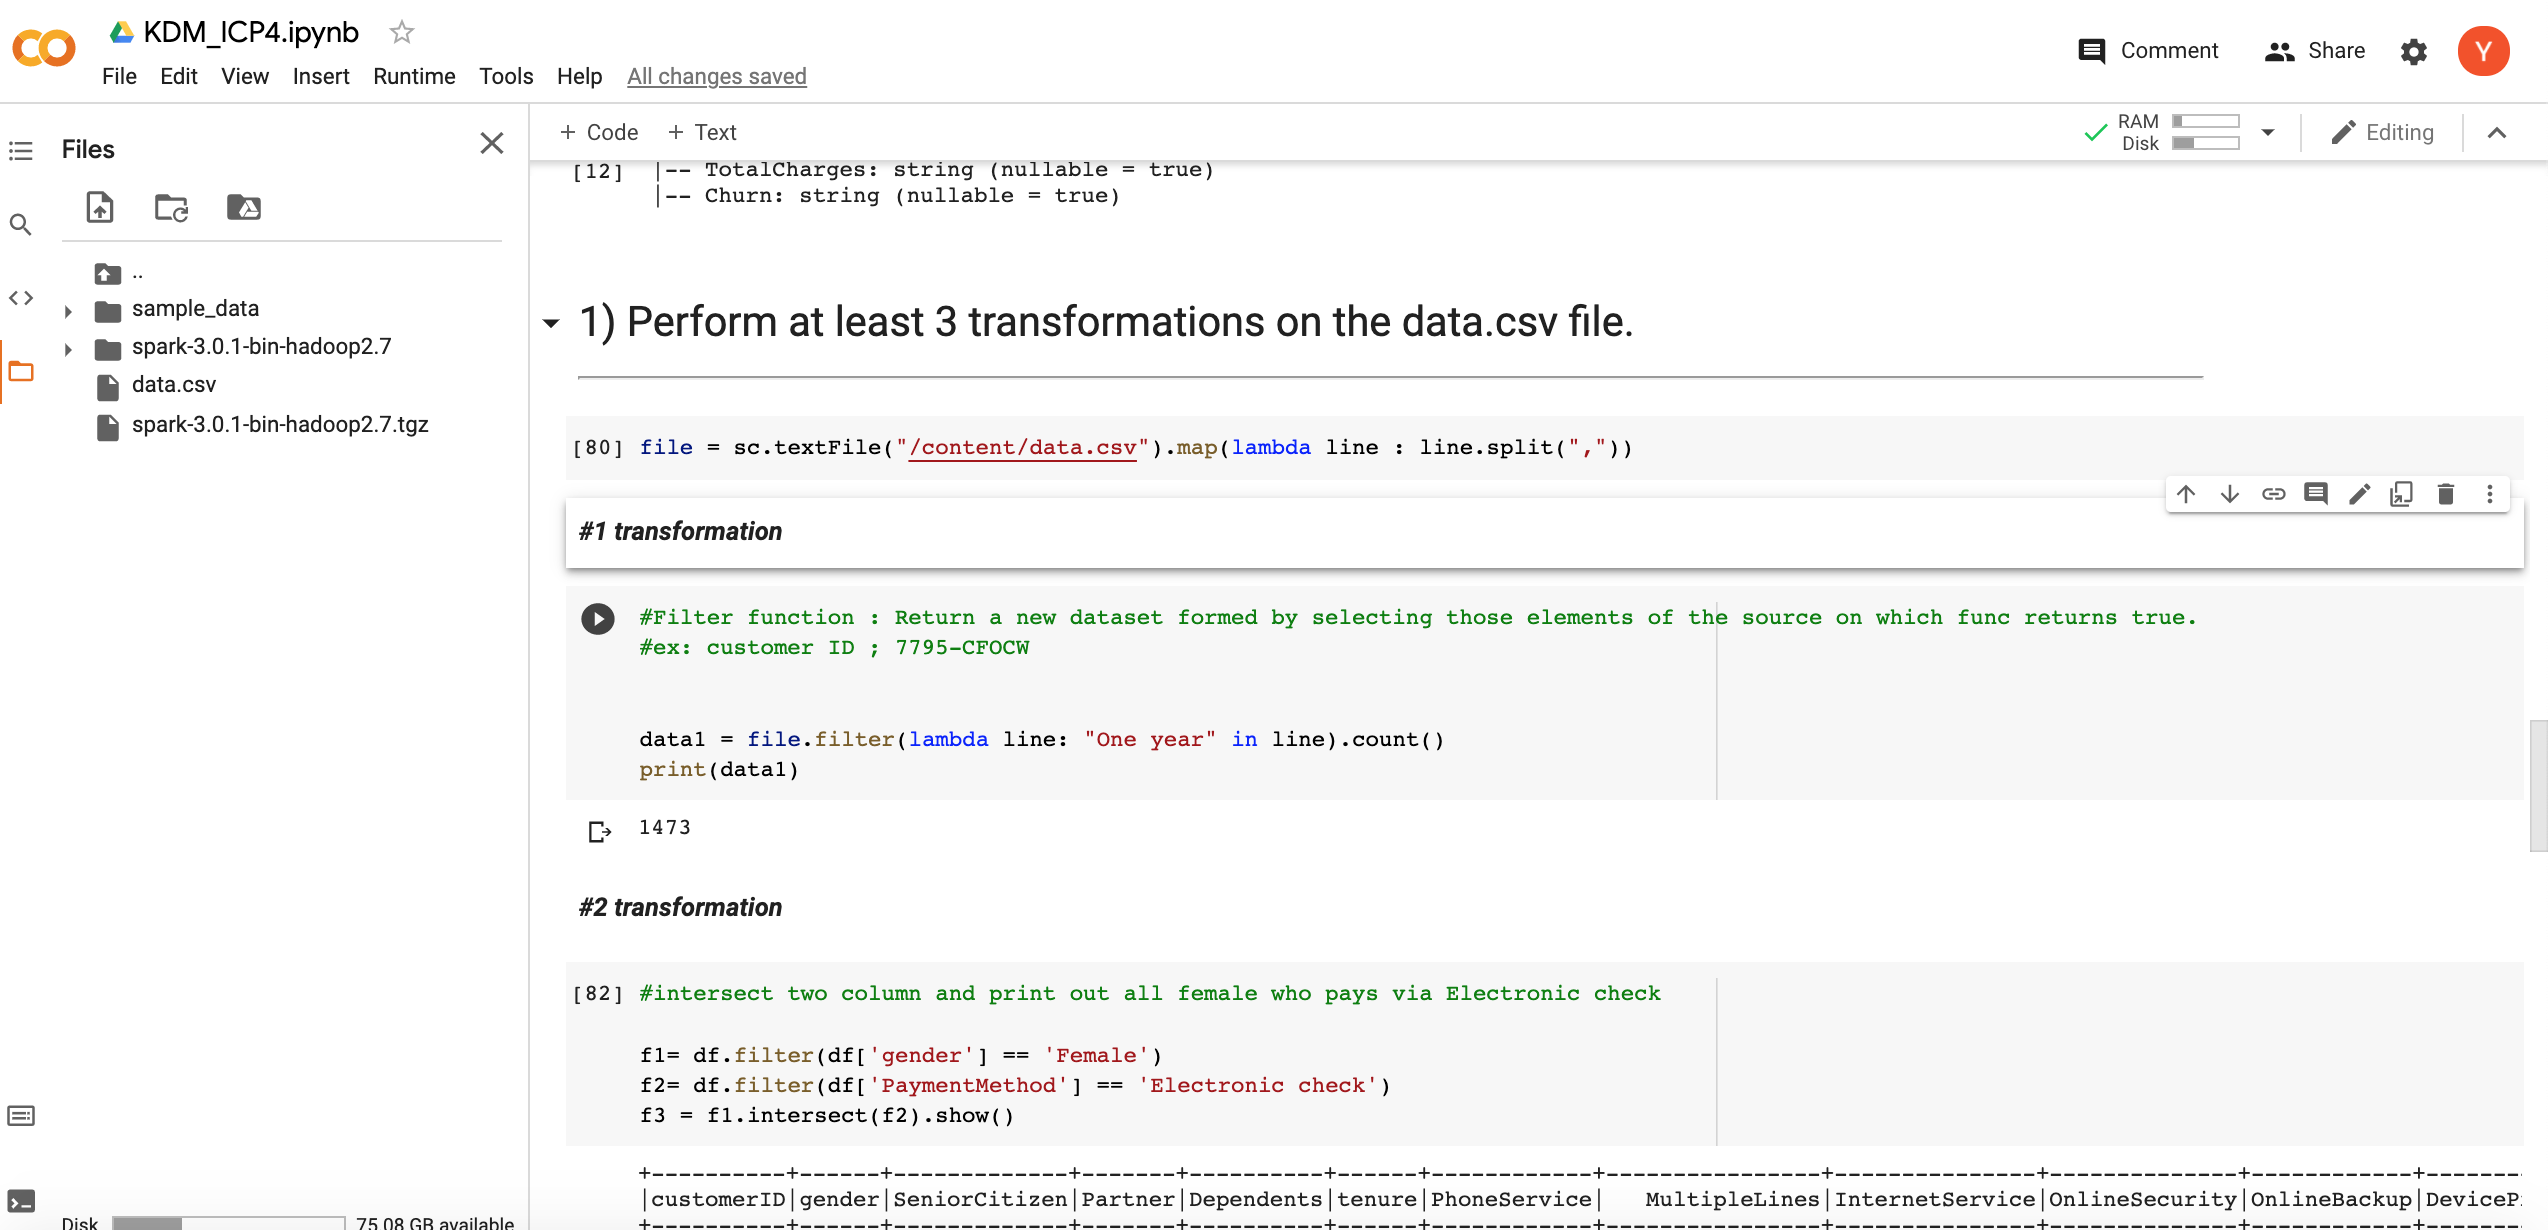 KDM_ICP4.ipynb
File Edit View Insert Runtime Tools Help All changes saved
Comment Share Y
Files
+ Code + Text
RAM
Disk
Editing
..
sample_data
spark-3.0.1-bin-hadoop2.7
data.csv
spark-3.0.1-bin-hadoop2.7.tgz
Disk 75.08 GB available
[12] |-- TotalCharges: string (nullable = true)
|-- Churn: string (nullable = true)
1) Perform at least 3 transformations on the data.csv file.
[80] file = sc.textFile("/content/data.csv").map(lambda line : line.split(","))
#1 transformation
#Filter function : Return a new dataset formed by selecting those elements of the source on which func returns true.
#ex: customer ID ; 7795-CFOCW
data1 = file.filter(lambda line: "One year" in line).count()
print(data1)
1473
#2 transformation
[82] #intersect two column and print out all female who pays via Electronic check
f1= df.filter(df['gender'] == 'Female')
f2= df.filter(df['PaymentMethod'] == 'Electronic check')
f3 = f1.intersect(f2).show()
+----------+------+-------------+-------+----------+------+------------+----------------+---------------+--------------+------------+-------
|customerID|gender|SeniorCitizen|Partner|Dependents|tenure|PhoneService|   MultipleLines|InternetService|OnlineSecurity|OnlineBackup|DeviceP
+----------+------+-------------+-------+----------+------+------------+----------------+---------------+--------------+------------+-------